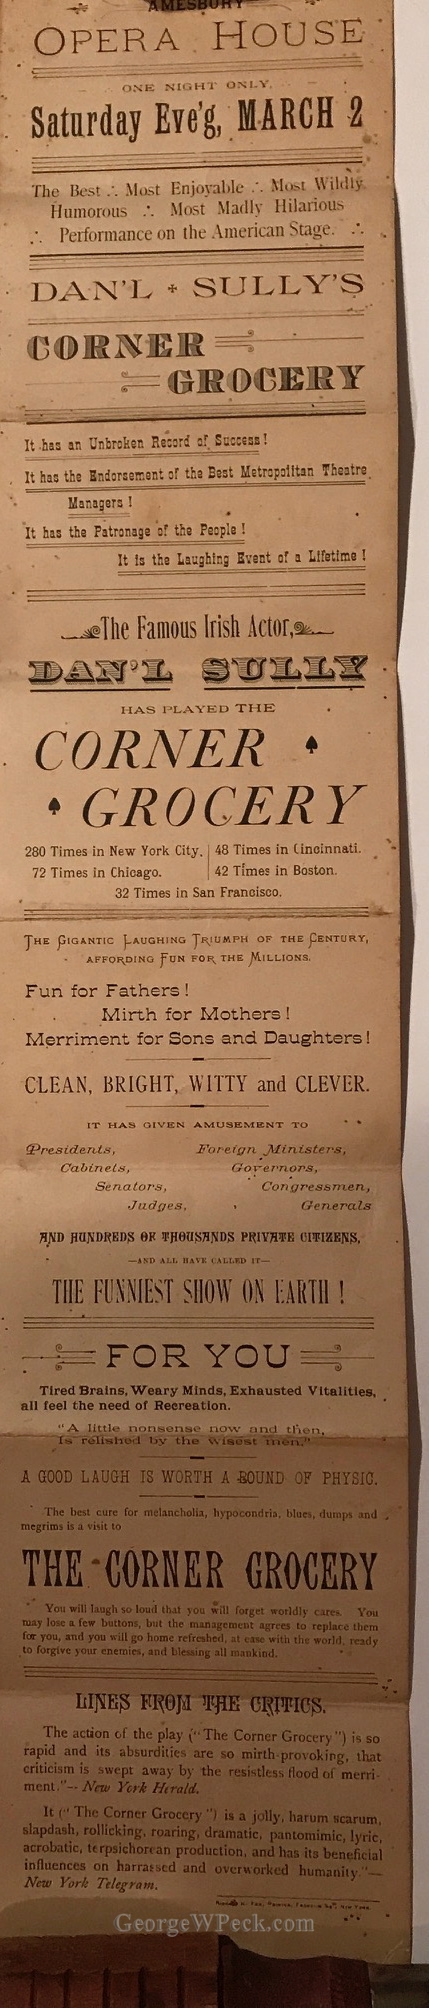 AMESBURY
OPERA HOUSE
ONE NIGHT ONLY,
Saturday Eve'g, MARCH 2
The Best ∴ Most Enjoyable ∴ Most Wildly
Humorous ∴ Most Madly Hilarious
∴ Performance on the American Stage. ∴
DAN'L SULLY'S
CORNER
GROCERY
It has an Unbroken Record of Success!
It has the Endorsement of the Best Metropolitan Theatre
Managers!
It has the Patronage of the People!
It is the Laughing Event of a Lifetime!
The Famous Irish Actor,
DAN'L SULLY
HAS PLAYED THE
CORNER ♠
♠ GROCERY
280 Times in New York City. 48 Times in Cincinnati.
72 Times in Chicago. 42 Times in Boston.
32 Times in San Francisco.
THE GIGANTIC LAUGHING TRIUMPH OF THE CENTURY,
AFFORDING FUN FOR THE MILLIONS.
Fun for Fathers!
Mirth for Mothers!
Merriment for Sons and Daughters!
CLEAN, BRIGHT, WITTY and CLEVER.
IT HAS GIVEN AMUSEMENT TO
Presidents, Foreign Ministers,
Cabinets, Governors,
Senators, Congressmen,
Judges, Generals
AND HUNDREDS OF THOUSANDS PRIVATE CITIZENS,
—AND ALL HAVE CALLED IT—
THE FUNNIEST SHOW ON EARTH!
FOR YOU
Tired Brains, Weary Minds, Exhausted Vitalities,
all feel the need of Recreation.
"A little nonsense now and then,
Is relished by the wisest men."
A GOOD LAUGH IS WORTH A POUND OF PHYSIC.
The best cure for melancholia, hypocondria, blues, dumps and
megrims is a visit to
THE CORNER GROCERY
You will laugh so loud that you will forget worldly cares. You
may lose a few buttons, but the management agrees to replace them
for you, and you will go home refreshed, at ease with the world, ready
to forgive your enemies, and blessing all mankind.
LINES FROM THE CRITICS.
The action of the play ("The Corner Grocery") is so
rapid and its absurdities are so mirth-provoking, that
criticism is swept away by the resistless flood of merri-
ment."—New York Herald.
It ("The Corner Grocery") is a jolly, harum scarum,
slapdash, rollicking, roaring, dramatic, pantomimic, lyric,
acrobatic, terpsichorean production, and has its beneficial
influences on harrassed and overworked humanity."—
New York Telegram.
GeorgeWPeck.com